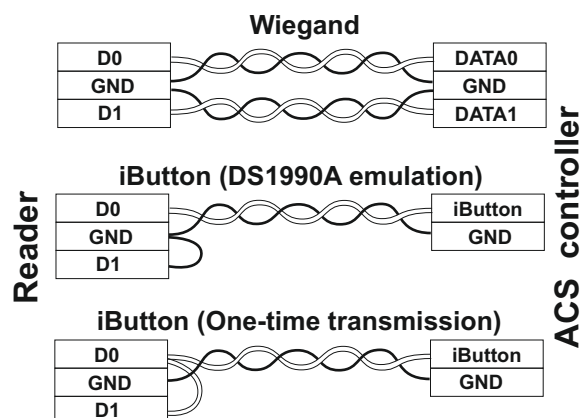 Wiegand
D0 DATA0
GND GND
D1 DATA1
iButton (DS1990A emulation)
D0 iButton
GND GND
D1
iButton (One-time transmission)
D0 iButton
GND GND
D1
Reader
ACS controller